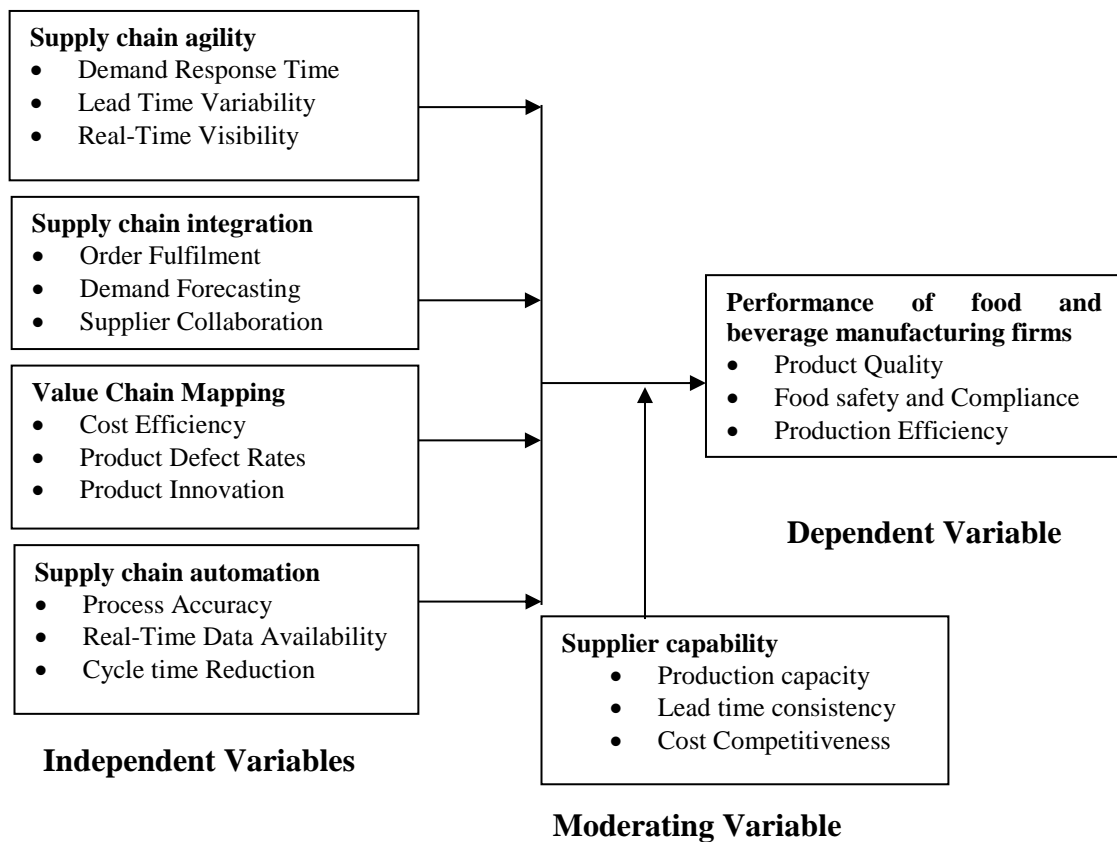 Supply chain agility
• Demand Response Time
• Lead Time Variability
• Real-Time Visibility
Supply chain integration
• Order Fulfilment
• Demand Forecasting
• Supplier Collaboration
Value Chain Mapping
• Cost Efficiency
• Product Defect Rates
• Product Innovation
Supply chain automation
• Process Accuracy
• Real-Time Data Availability
• Cycle time Reduction
Independent Variables
Performance of food and
beverage manufacturing firms
• Product Quality
• Food safety and Compliance
• Production Efficiency
Dependent Variable
Supplier capability
• Production capacity
• Lead time consistency
• Cost Competitiveness
Moderating Variable